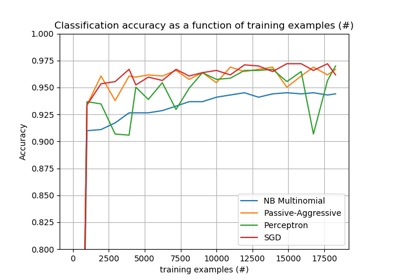 Classification accuracy as a function of training examples (#)
1.000
0.975
0.950
0.925
0.900
0.875
0.850
0.825
0.800
Accuracy
NB Multinomial
Passive-Aggressive
Perceptron
SGD
0 2500 5000 7500 10000 12500 15000 17500
training examples (#)